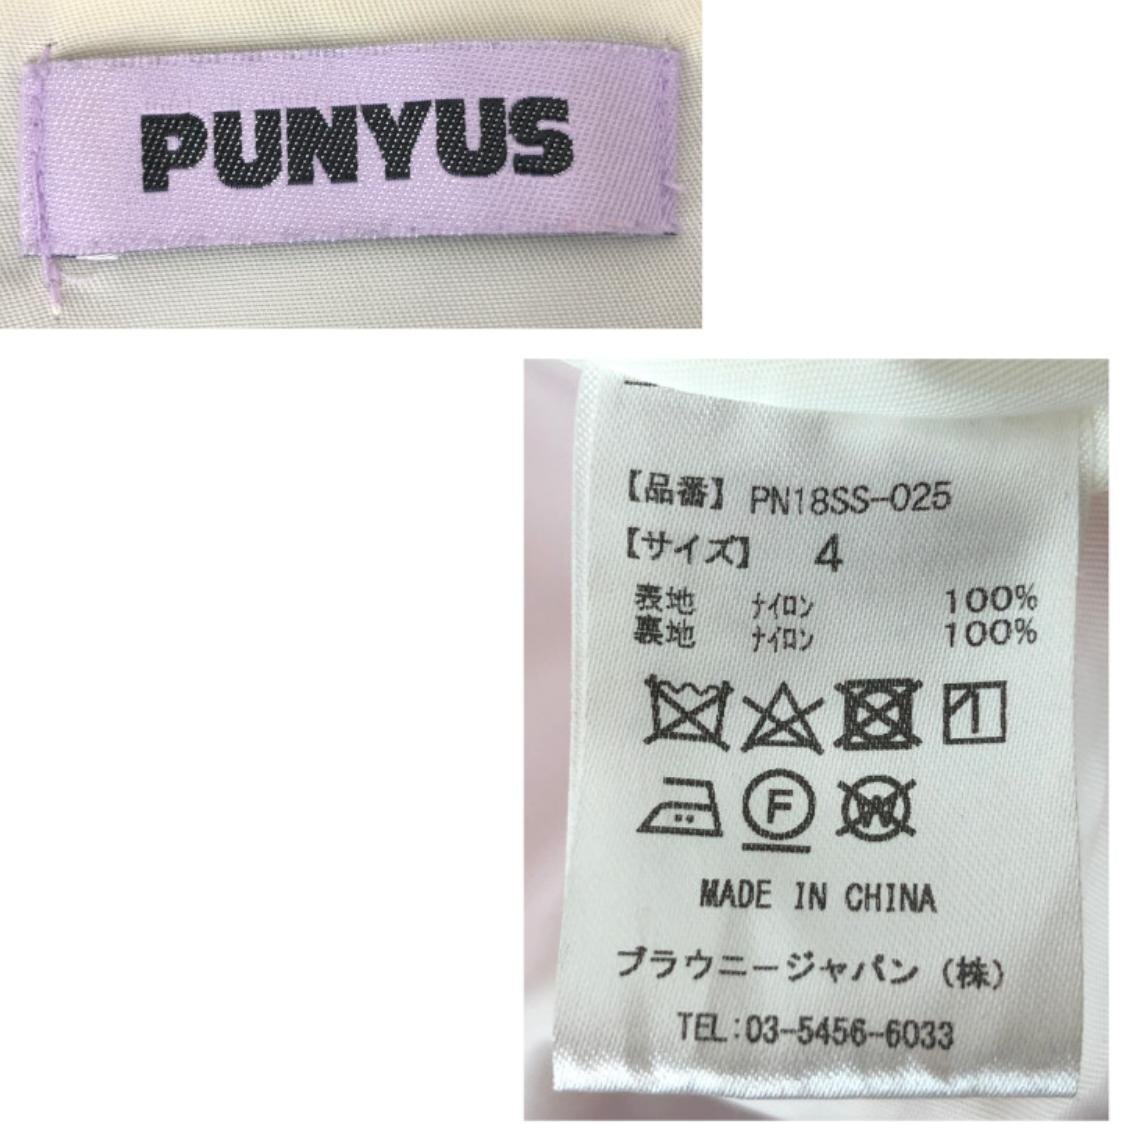 PUNYUS
【品番】 PN18SS-025
【サイズ】 4
表地 ﾅｲﾛﾝ 100%
裏地 ﾅｲﾛﾝ 100%
F W
MADE IN CHINA
ブラウニージャパン（株）
TEL:03-5456-6033